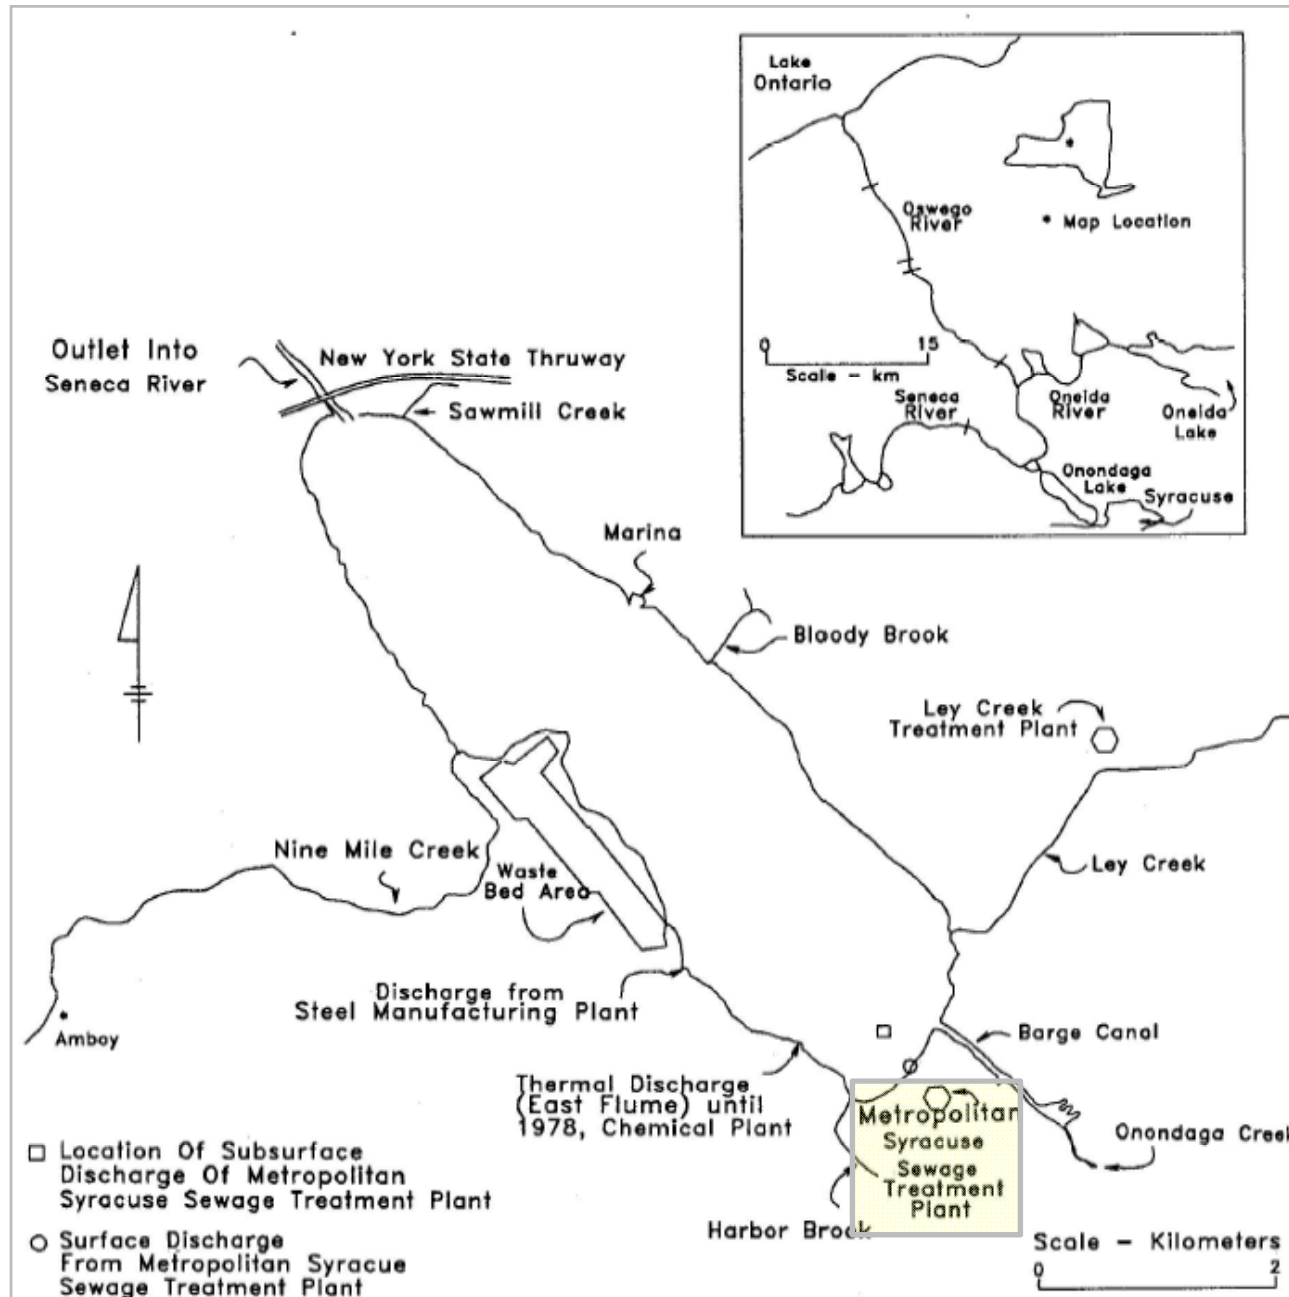 Lake
Ontario
Oswego
River
* Map Location
0 15
Scale - km
Seneca
River
Oneida
River
Oneida
Lake
Onondaga
Lake
Syracuse
Outlet Into
Seneca River
New York State Thruway
Sawmill Creek
Marina
Bloody Brook
Ley Creek
Treatment Plant
Ley Creek
Nine Mile Creek
Waste
Bed Area
Amboy
Discharge from
Steel Manufacturing Plant
Barge Canal
Thermal Discharge
(East Flume) until
1978, Chemical Plant
Metropolitan
Syracuse
Sewage
Treatment
Plant
Onondaga Creek
Harbor Brook
Location Of Subsurface
Discharge Of Metropolitan
Syracuse Sewage Treatment Plant
Surface Discharge
From Metropolitan Syracue
Sewage Treatment Plant
Scale - Kilometers
0 2